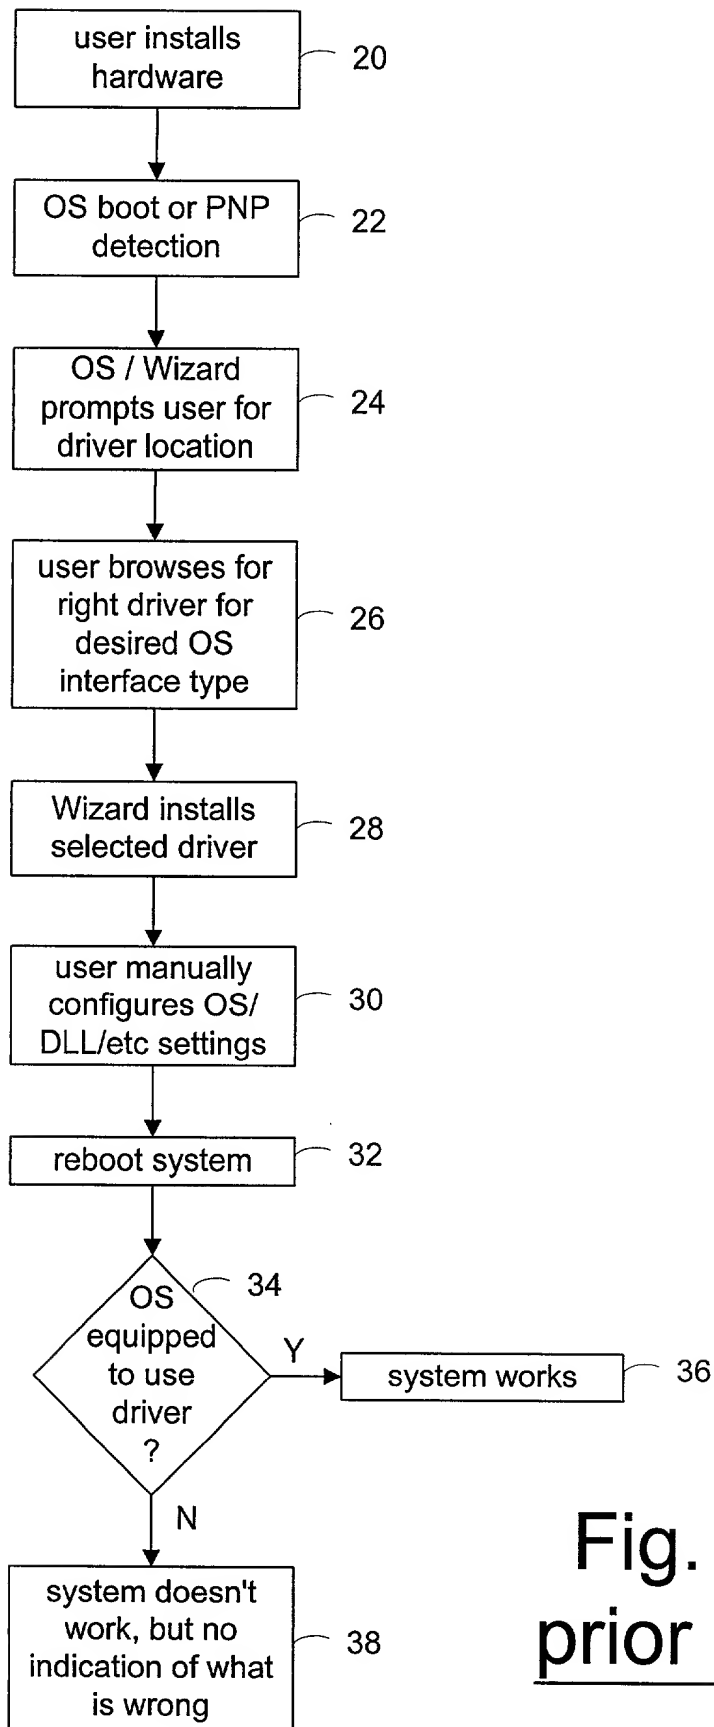 user installs
hardware
20
OS boot or PNP
detection
22
OS / Wizard
prompts user for
driver location
24
user browses for
right driver for
desired OS
interface type
26
Wizard installs
selected driver
28
user manually
configures OS/
DLL/etc settings
30
reboot system
32
34
OS
equipped
to use
driver
?
Y
system works
36
N
system doesn't
work, but no
indication of what
is wrong
38
Fig.
prior